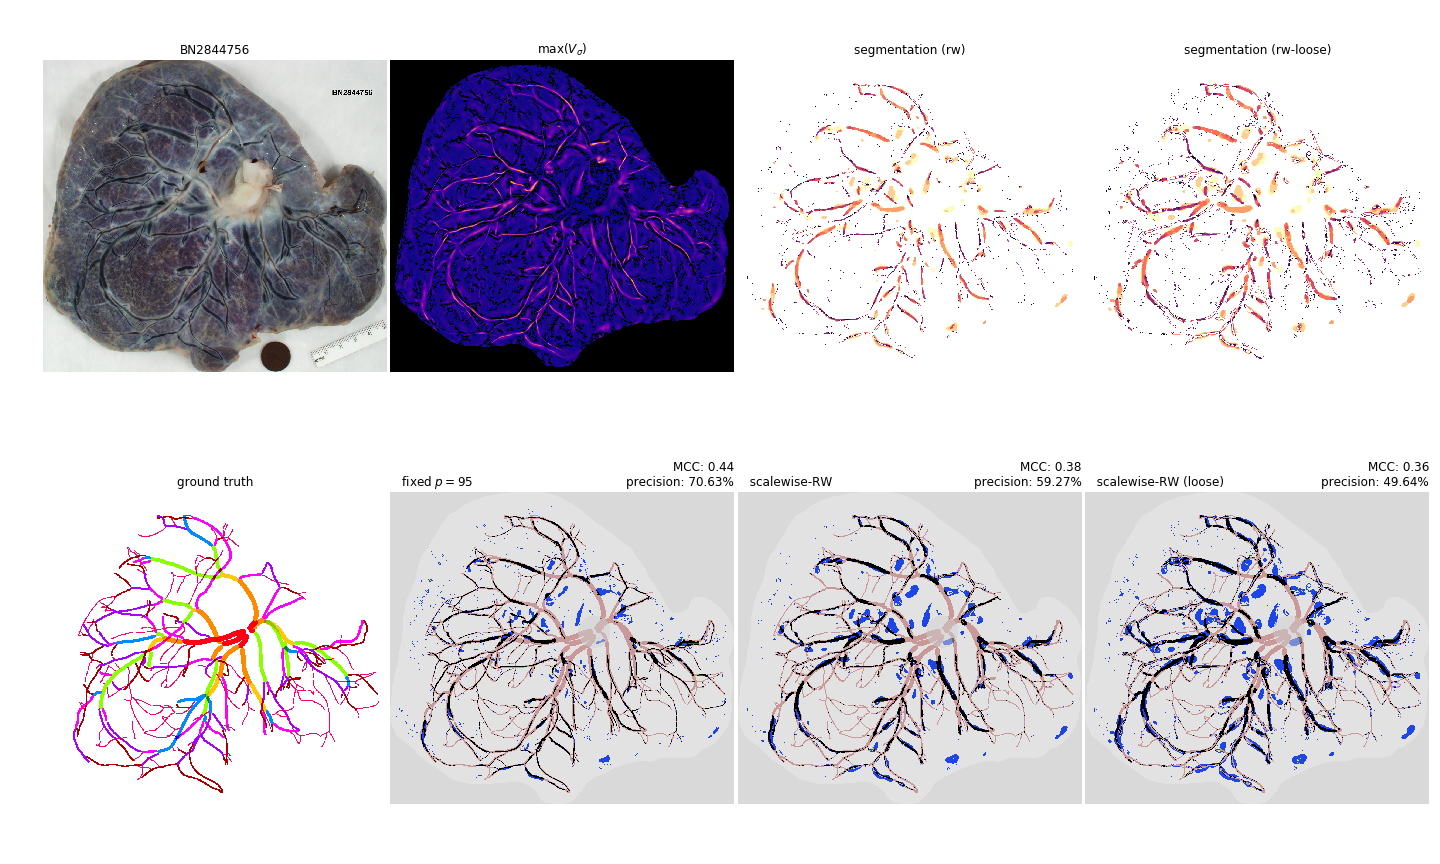 BN2844756
max(V_σ)
segmentation (rw)
segmentation (rw-loose)
BN2844756
ground truth
fixed p = 95
MCC: 0.44
precision: 70.63%
scalewise-RW
MCC: 0.38
precision: 59.27%
scalewise-RW (loose)
MCC: 0.36
precision: 49.64%